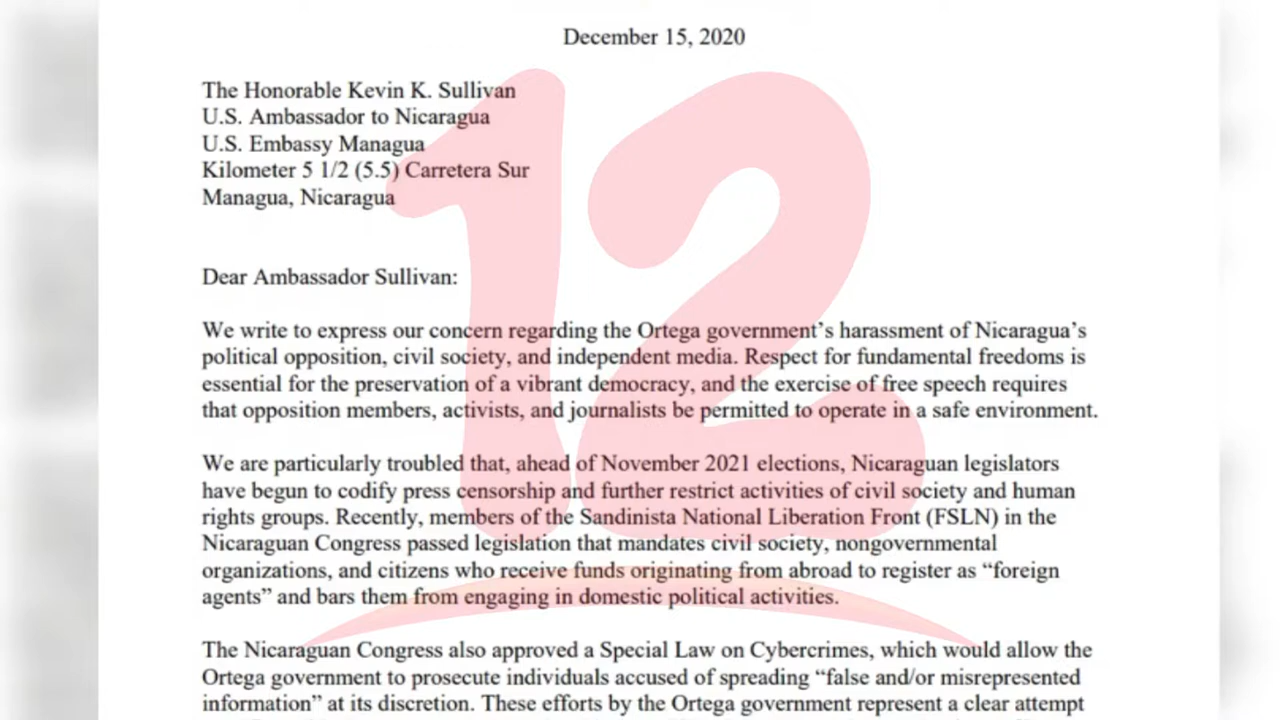 December 15, 2020
The Honorable Kevin K. Sullivan
U.S. Ambassador to Nicaragua
U.S. Embassy Managua
Kilometer 5 1/2 (5.5) Carretera Sur
Managua, Nicaragua
Dear Ambassador Sullivan:
We write to express our concern regarding the Ortega government’s harassment of Nicaragua’s
political opposition, civil society, and independent media. Respect for fundamental freedoms is
essential for the preservation of a vibrant democracy, and the exercise of free speech requires
that opposition members, activists, and journalists be permitted to operate in a safe environment.
We are particularly troubled that, ahead of November 2021 elections, Nicaraguan legislators
have begun to codify press censorship and further restrict activities of civil society and human
rights groups. Recently, members of the Sandinista National Liberation Front (FSLN) in the
Nicaraguan Congress passed legislation that mandates civil society, nongovernmental
organizations, and citizens who receive funds originating from abroad to register as “foreign
agents” and bars them from engaging in domestic political activities.
The Nicaraguan Congress also approved a Special Law on Cybercrimes, which would allow the
Ortega government to prosecute individuals accused of spreading “false and/or misrepresented
information” at its discretion. These efforts by the Ortega government represent a clear attempt
12